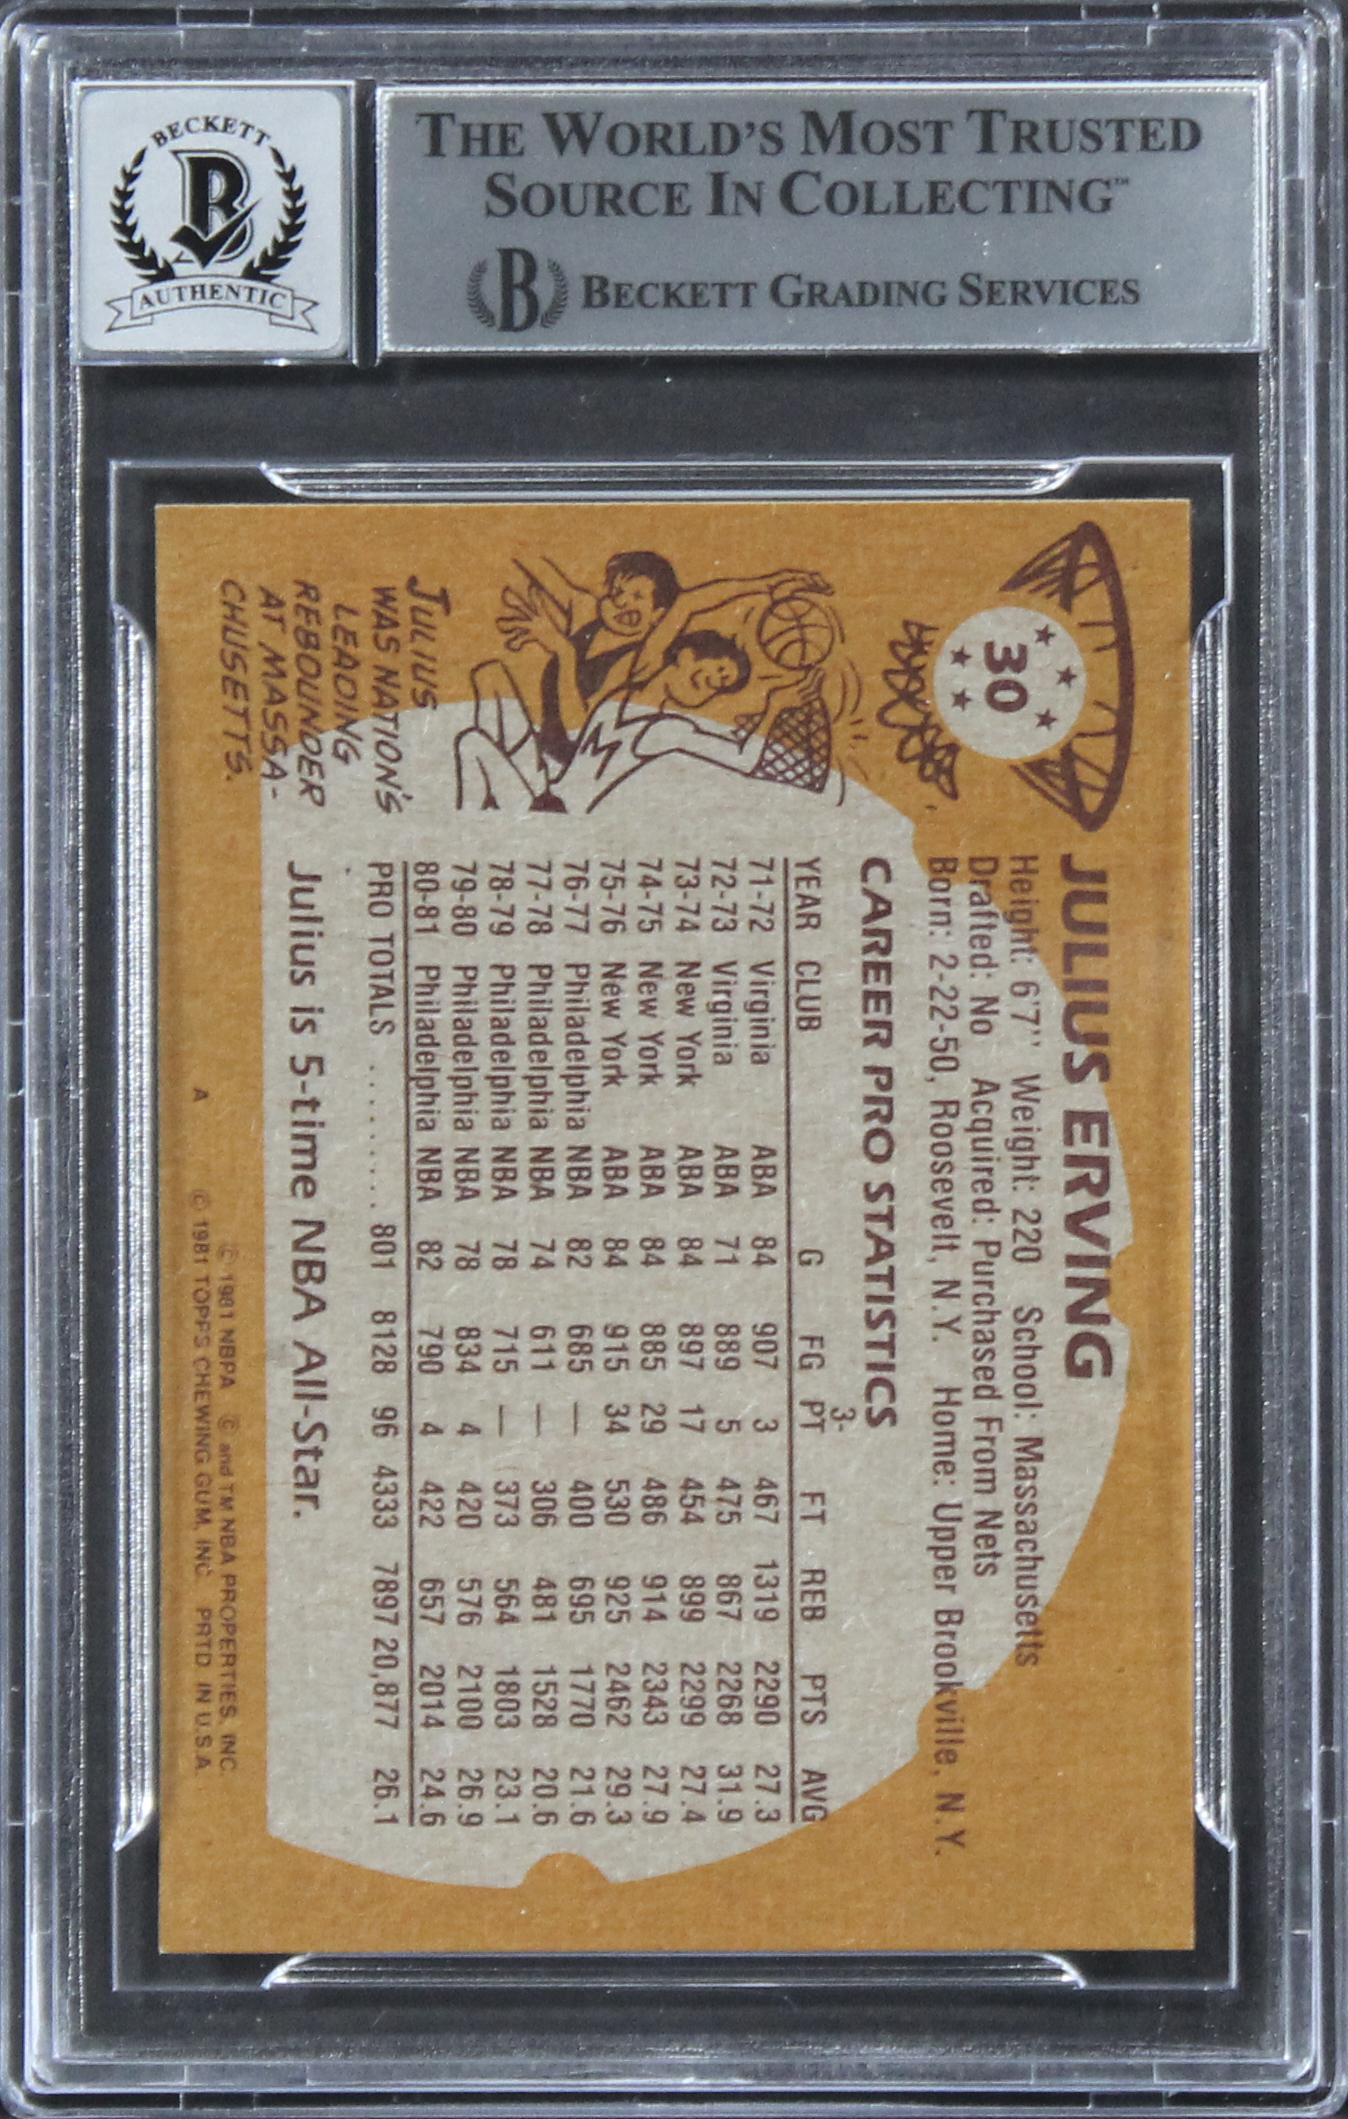 BECKETT
B
AUTHENTIC
THE WORLD'S MOST TRUSTED
SOURCE IN COLLECTING™
B BECKETT GRADING SERVICES
30
JULIUS ERVING
Height: 6'7'' Weight: 220 School: Massachusetts
Drafted: No Acquired: Purchased From Nets
Born: 2-22-50, Roosevelt, N.Y. Home: Upper Brookville, N.Y.
CAREER PRO STATISTICS
3-
YEAR CLUB G FG PT FT REB PTS AVG
71-72 Virginia ABA 84 907 3 467 1319 2290 27.3
72-73 Virginia ABA 71 889 5 475 867 2268 31.9
73-74 New York ABA 84 897 17 454 899 2299 27.4
74-75 New York ABA 84 885 29 486 914 2343 27.9
75-76 New York ABA 84 915 34 530 925 2462 29.3
76-77 Philadelphia NBA 82 685 — 400 695 1770 21.6
77-78 Philadelphia NBA 74 611 — 306 481 1528 20.6
78-79 Philadelphia NBA 78 715 — 373 564 1803 23.1
79-80 Philadelphia NBA 78 834 4 420 576 2100 26.9
80-81 Philadelphia NBA 82 790 4 422 657 2014 24.6
PRO TOTALS ......... 801 8128 96 4333 7897 20,877 26.1
Julius is 5-time NBA All-Star.
JULIUS
WAS NATION'S
LEADING
REBOUNDER
AT MASSA-
CHUSETTS.
© 1981 NBPA © and TM NBA PROPERTIES, INC.
A © 1981 TOPPS CHEWING GUM, INC. PRTD. IN U.S.A.